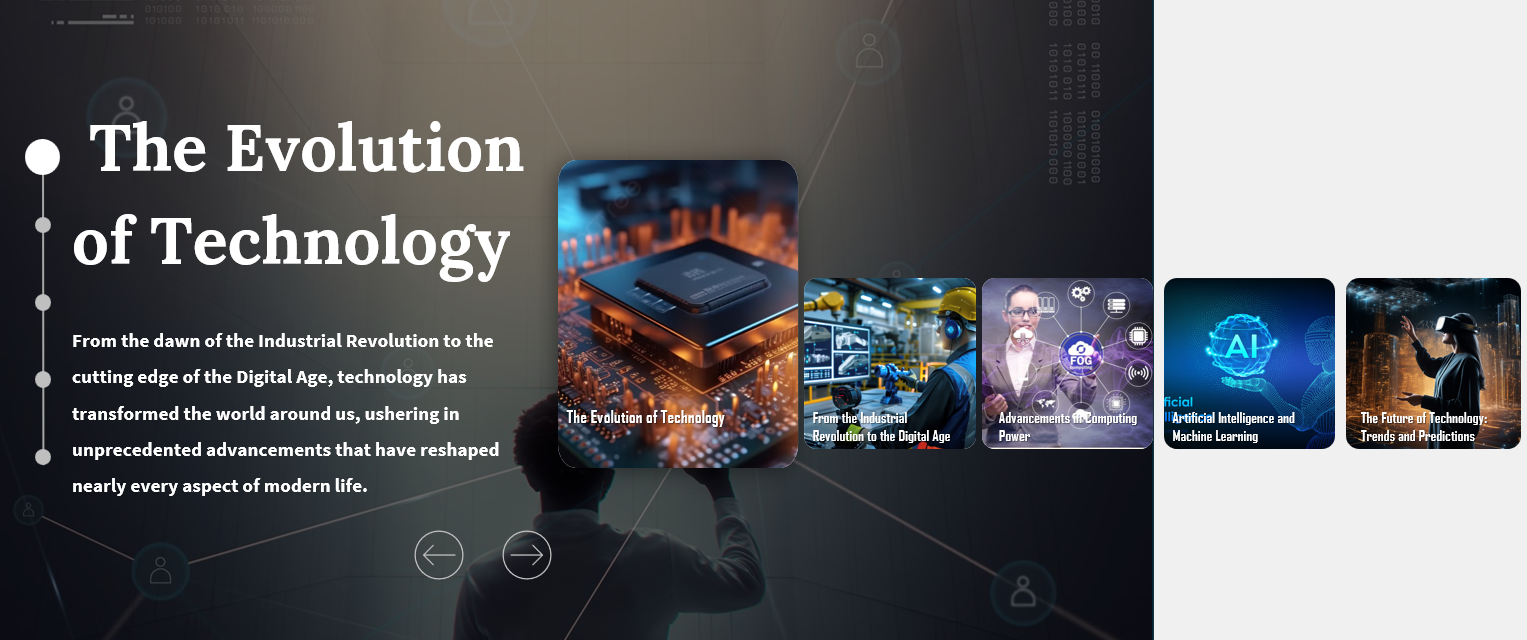 The Evolution
of Technology
From the dawn of the Industrial Revolution to the
cutting edge of the Digital Age, technology has
transformed the world around us, ushering in
unprecedented advancements that have reshaped
nearly every aspect of modern life.
The Evolution of Technology
From the Industrial
Revolution to the Digital Age
FOG
Advancements in Computing
Power
AI
ficial
Artificial Intelligence and
Machine Learning
The Future of Technology:
Trends and Predictions